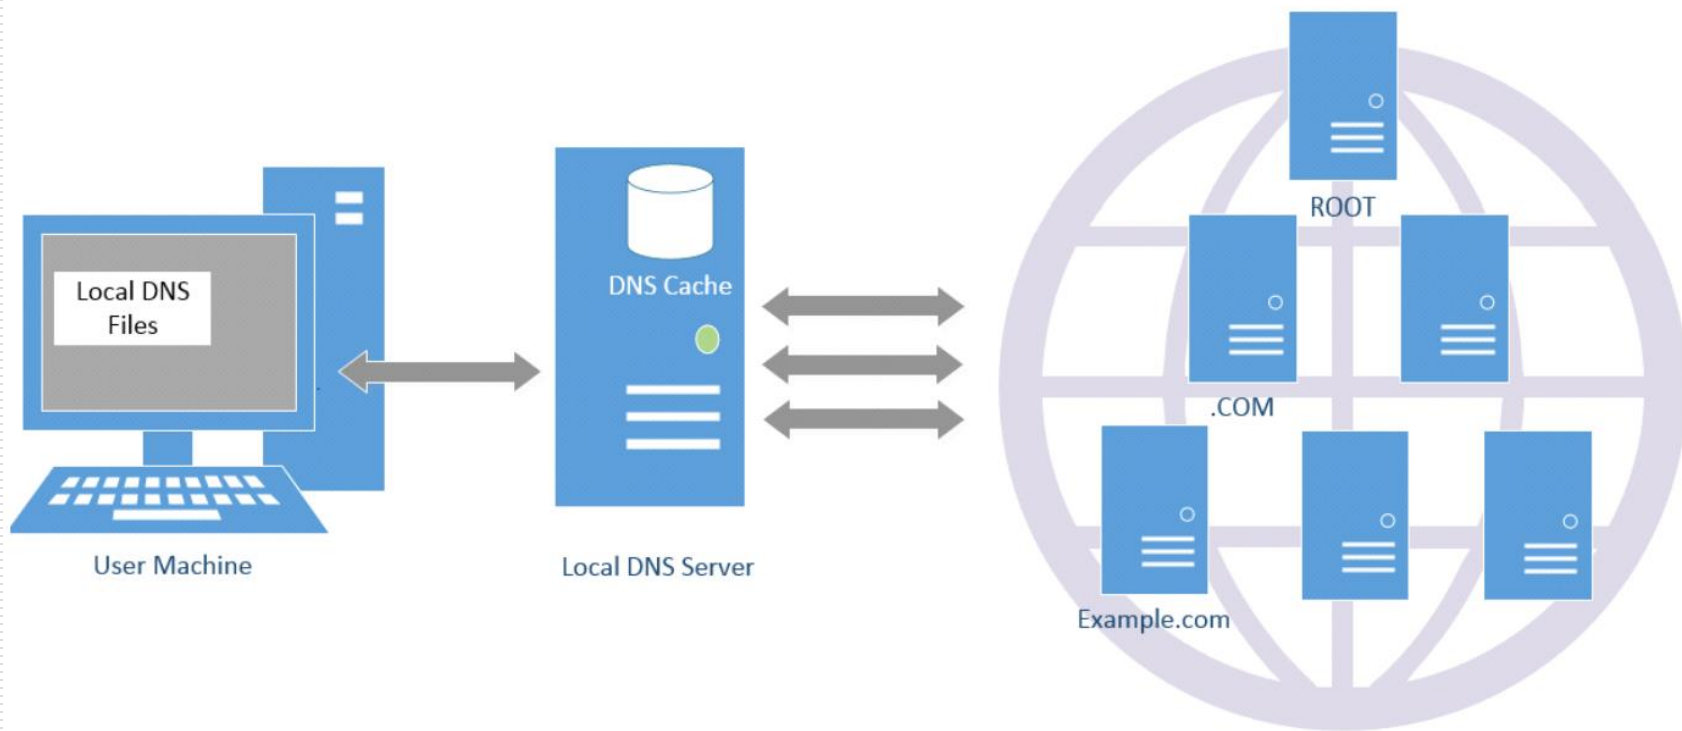 Local DNS
Files
User Machine
DNS Cache
Local DNS Server
ROOT
.COM
Example.com